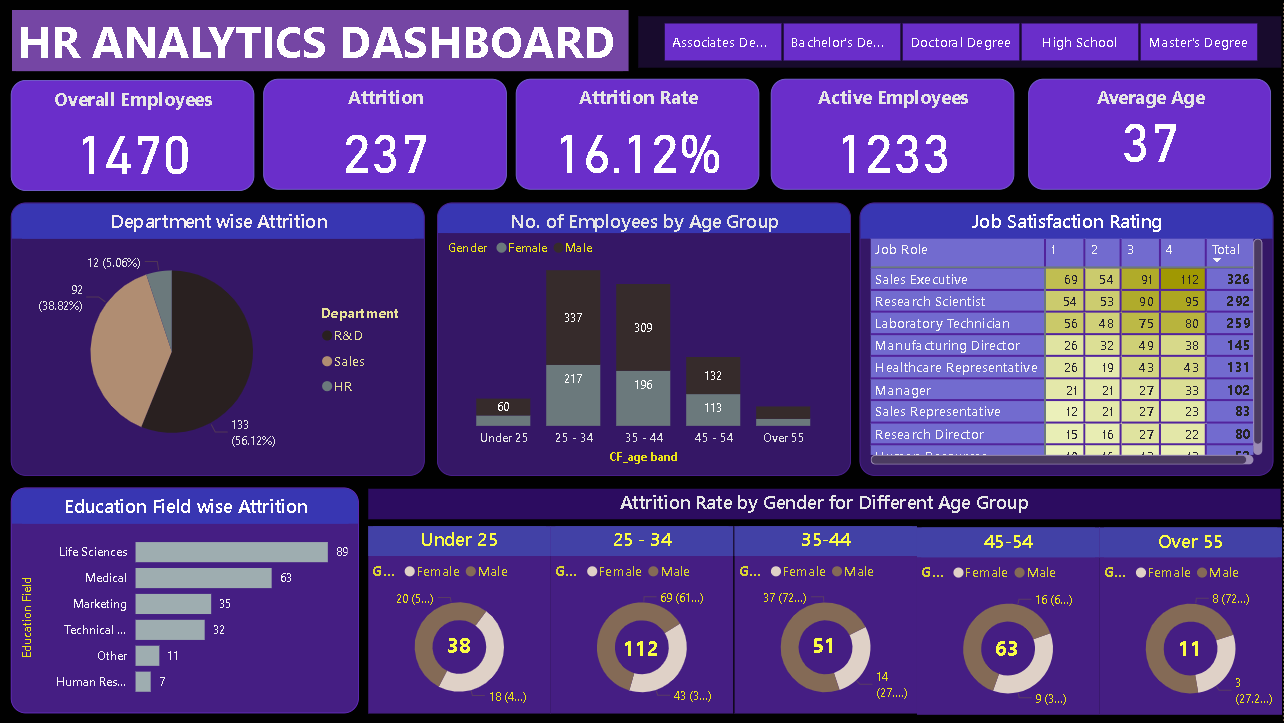 HR ANALYTICS DASHBOARD
Associates De...
Bachelor's De...
Doctoral Degree
High School
Master's Degree
Overall Employees
1470
Attrition
237
Attrition Rate
16.12%
Active Employees
1233
Average Age
37
Department wise Attrition
12 (5.06%)
92
(38.82%)
133
(56.12%)
Department
R&D
Sales
HR
No. of Employees by Age Group
Gender Female Male
60
337
217
309
196
132
113
Under 25 25 - 34 35 - 44 45 - 54 Over 55
CF_age band
Job Satisfaction Rating
Job Role 1 2 3 4 Total
Sales Executive 69 54 91 112 326
Research Scientist 54 53 90 95 292
Laboratory Technician 56 48 75 80 259
Manufacturing Director 26 32 49 38 145
Healthcare Representative 26 19 43 43 131
Manager 21 21 27 33 102
Sales Representative 12 21 27 23 83
Research Director 15 16 27 22 80
Human Resources
Education Field wise Attrition
Education Field
Life Sciences 89
Medical 63
Marketing 35
Technical ... 32
Other 11
Human Res... 7
Attrition Rate by Gender for Different Age Group
Under 25
G... Female Male
20 (5...)
38
18 (4...)
25 - 34
G... Female Male
69 (61...)
112
43 (3...)
35-44
G... Female Male
37 (72...)
51
14
(27....)
45-54
G... Female Male
16 (6...)
63
9 (3...)
Over 55
G... Female Male
8 (72...)
11
3
(27.2...)